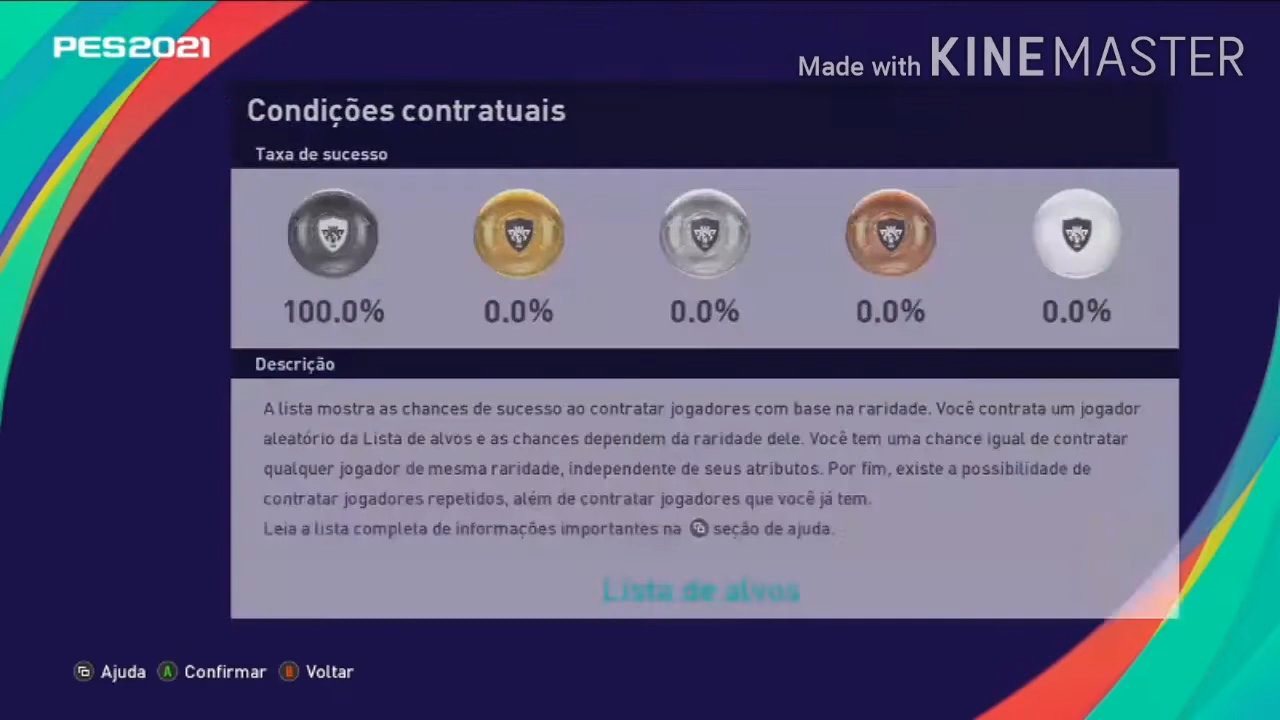 PES2021
Made with KINEMASTER
Condições contratuais
Taxa de sucesso
100.0% 0.0% 0.0% 0.0% 0.0%
Descrição
A lista mostra as chances de sucesso ao contratar jogadores com base na raridade. Você contrata um jogador
aleatório da Lista de alvos e as chances dependem da raridade dele. Você tem uma chance igual de contratar
qualquer jogador de mesma raridade, independente de seus atributos. Por fim, existe a possibilidade de
contratar jogadores repetidos, além de contratar jogadores que você já tem.
Leia a lista completa de informações importantes na seção de ajuda.
Lista de alvos
Ajuda A Confirmar B Voltar